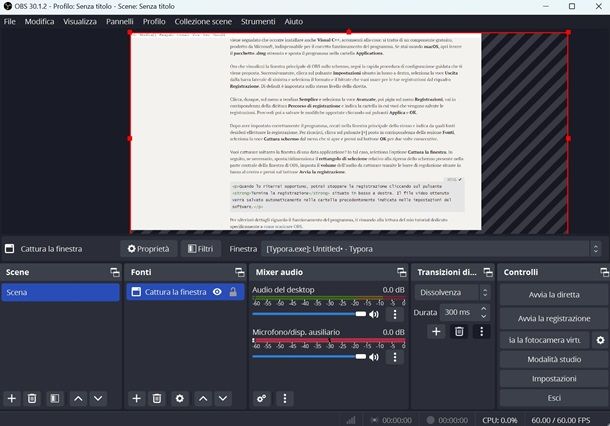 OBS 30.1.2 - Profilo: Senza titolo - Scene: Senza titolo
File Modifica Visualizza Pannelli Profilo Collezione scene Strumenti Aiuto
viene segnalato che occorre installare anche Visual C++, acconsenti alla cosa: si tratta di un componente gratuito,
prodotto da Microsoft, indispensabile per il corretto funzionamento del programma. Se stai usando macOS, apri invece
il pacchetto .dmg ottenuto e sposta il programma nella cartella Applicazioni.
Ora che visualizzi la finestra principale di OBS sullo schermo, segui la rapida procedura di configurazione guidata che ti
viene proposta. Successivamente, clicca sul pulsante Impostazioni situato in basso a destra, seleziona la voce Uscita
dalla barra laterale di sinistra e seleziona il formato e il bitrate che vuoi usare per le tue registrazioni dal riquadro
Registrazione. Di default è impostata sullo stesso livello della diretta.
Clicca, dunque, sul menu a tendina Semplice e seleziona la voce Avanzate, poi pigia sul menu Registrazioni, vai in
corrispondenza della dicitura Percorso di registrazione e indica la cartella in cui vuoi che vengano salvate le
registrazioni. Provvedi poi a salvare le modifiche apportate cliccando sui pulsanti Applica e OK.
Dopo aver impostato correttamente il programma, recati nella finestra principale dello stesso e indica da quali fonti
desideri effettuare la registrazione. Per riuscirci, clicca sul pulsante [+] posto in corrispondenza della sezione Fonti,
seleziona la voce Cattura schermo dal menu che si apre e premi sul bottone OK per due volte consecutive.
Vuoi catturare soltanto la finestra di una data applicazione? In tal caso, seleziona l'opzione Cattura la finestra, in
seguito, se necessario, sposta/ridimensiona il rettangolo di selezione relativo alla ripresa dello schermo presente nella
parte centrale della finestra di OBS, imposta il volume dell'audio da catturare tramite le barre di regolazione situate in
basso al centro e premi sul bottone Avvia la registrazione.
HTML
<p>Quando lo riterrai opportuno, potrai stoppare la registrazione cliccando sul pulsante
<strong>Termina la registrazione</strong> situato in basso a destra. Il file video ottenuto
verrà salvato automaticamente nella cartella precedentemente indicata nelle impostazioni del
software.</p>
Per ulteriori dettagli riguardo il funzionamento del programma, ti rimando alla lettura del mio tutorial dedicato
specificatamente a come scaricare OBS.
Cattura la finestra Proprietà Filtri Finestra [Typora.exe]: Untitled• - Typora
Scene
Scena
Fonti
Cattura la finestra
Mixer audio
Audio del desktop 0.0 dB
-60 -55 -50 -45 -40 -35 -30 -25 -20 -15 -10 -5 0
Microfono/disp. ausiliario 0.0 dB
-60 -55 -50 -45 -40 -35 -30 -25 -20 -15 -10 -5 0
Transizioni di...
Dissolvenza
Durata 300 ms
Controlli
Avvia la diretta
Avvia la registrazione
ia la fotocamera virtu
Modalità studio
Impostazioni
Esci
00:00:00 00:00:00 CPU: 0.0% 60.00 / 60.00 FPS